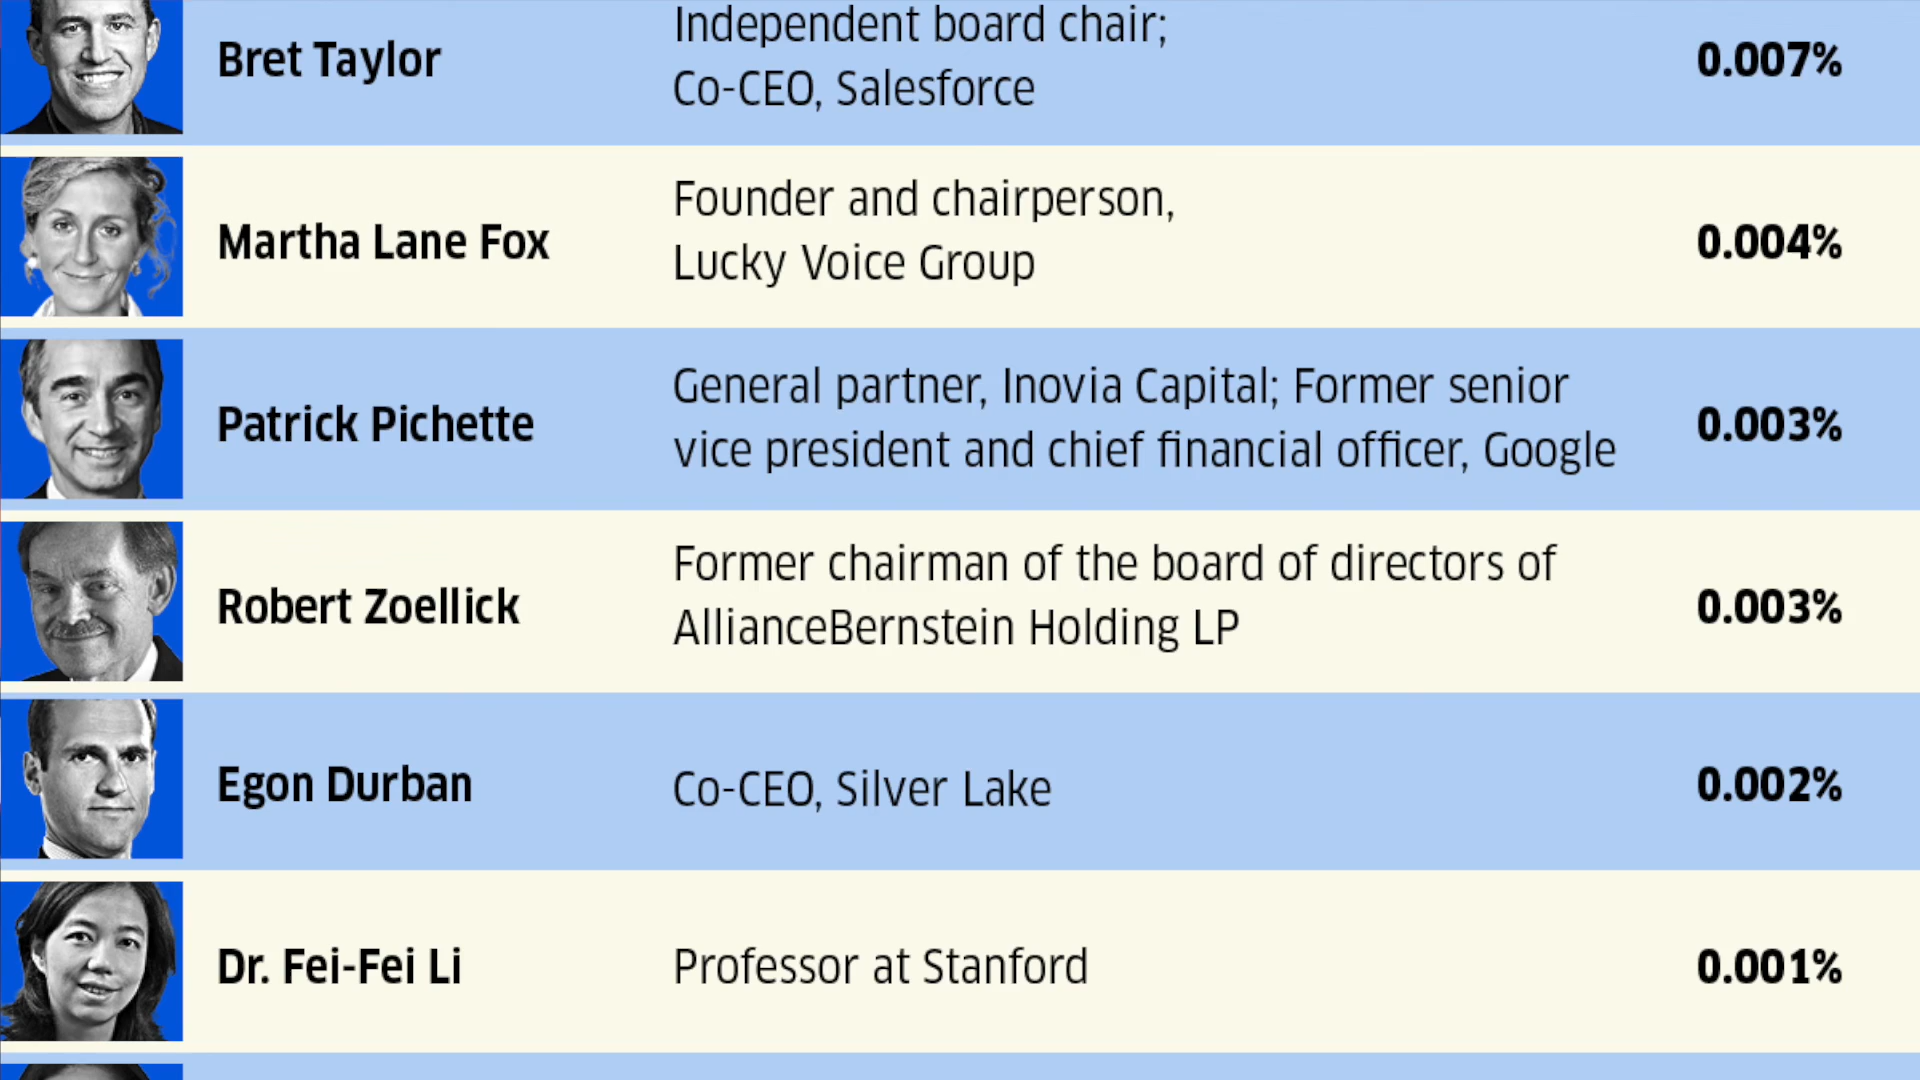 Bret Taylor
Independent board chair;
Co-CEO, Salesforce
0.007%
Martha Lane Fox
Founder and chairperson,
Lucky Voice Group
0.004%
Patrick Pichette
General partner, Inovia Capital; Former senior
vice president and chief financial officer, Google
0.003%
Robert Zoellick
Former chairman of the board of directors of
AllianceBernstein Holding LP
0.003%
Egon Durban
Co-CEO, Silver Lake
0.002%
Dr. Fei-Fei Li
Professor at Stanford
0.001%